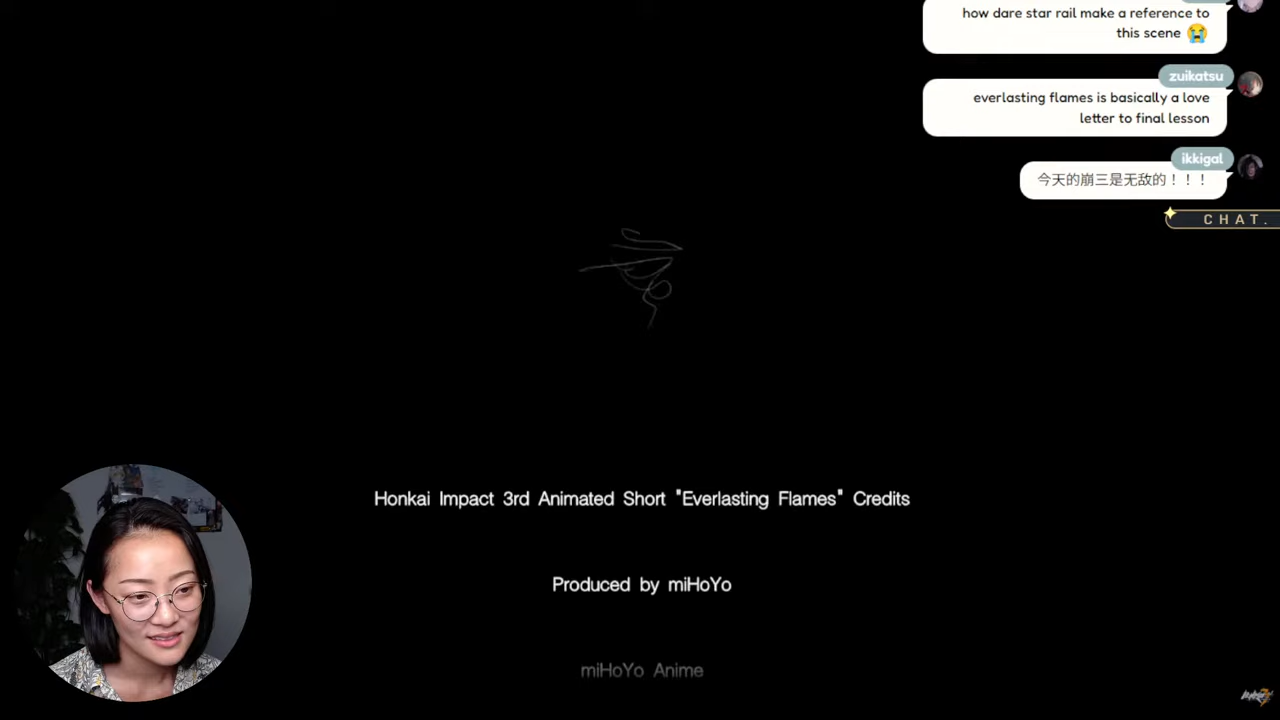 how dare star rail make a reference to
this scene 😭
zuikatsu
everlasting flames is basically a love
letter to final lesson
ikkigal
今天的崩三是无敌的！！！
CHAT.
Honkai Impact 3rd Animated Short "Everlasting Flames" Credits
Produced by miHoYo
miHoYo Anime